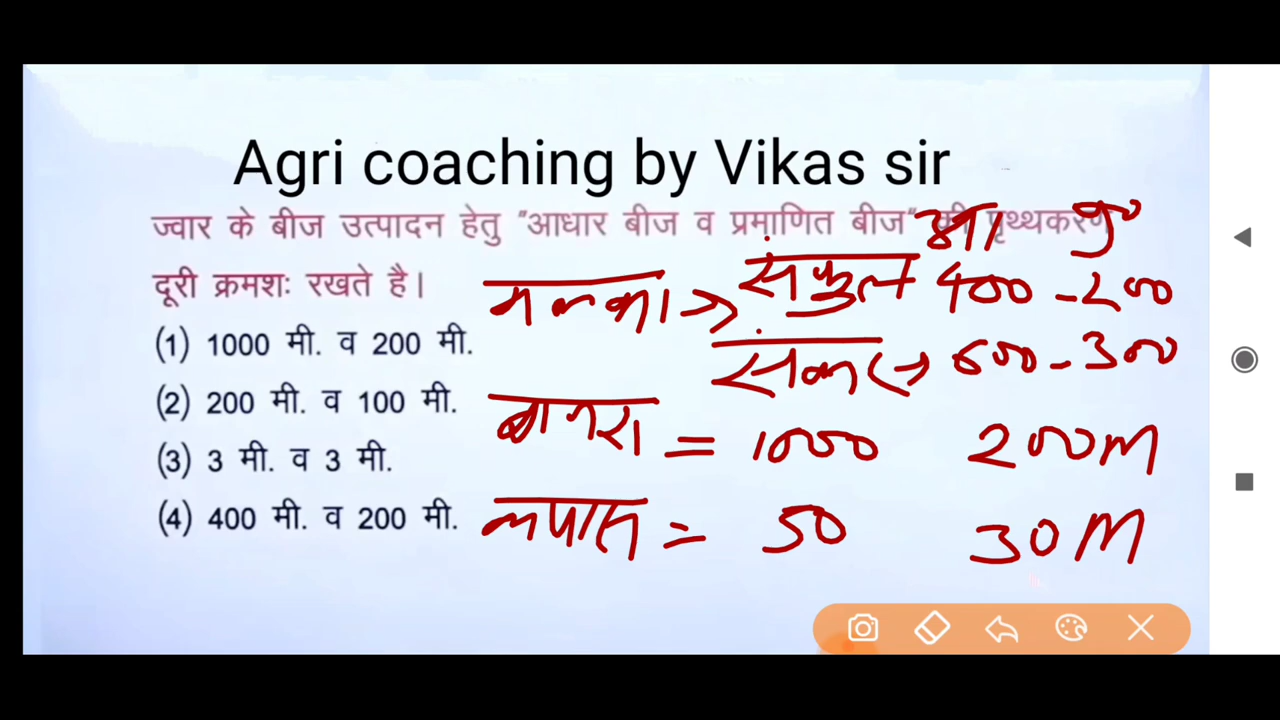 Agri coaching by Vikas sir
ज्वार के बीज उत्पादन हेतु "आधार बीज व प्रमाणित बीज" की पृथ्थकरण
आ प्र०
दूरी क्रमशः रखते है।
मक्का → संकुल 400 - 200
संकर → 600 - 300
(1) 1000 मी. व 200 मी.
(2) 200 मी. व 100 मी.
बाजरा = 1000 200M
(3) 3 मी. व 3 मी.
(4) 400 मी. व 200 मी.
कपास = 50 30M